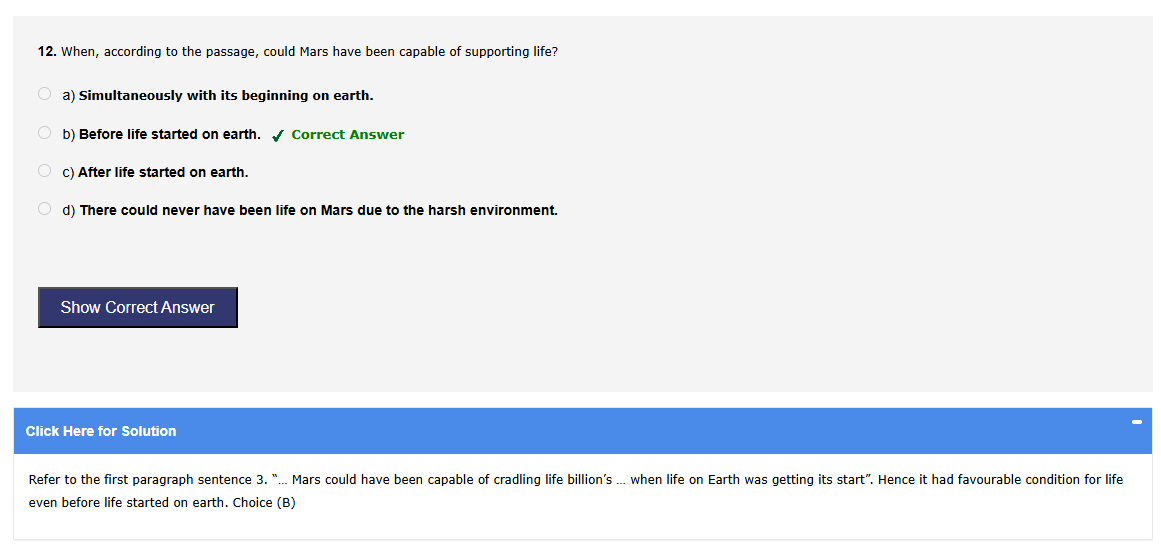 12. When, according to the passage, could Mars have been capable of supporting life?
a) Simultaneously with its beginning on earth.
b) Before life started on earth. ✓ Correct Answer
c) After life started on earth.
d) There could never have been life on Mars due to the harsh environment.
Show Correct Answer
Click Here for Solution
Refer to the first paragraph sentence 3. “… Mars could have been capable of cradling life billion’s … when life on Earth was getting its start”. Hence it had favourable condition for life
even before life started on earth. Choice (B)